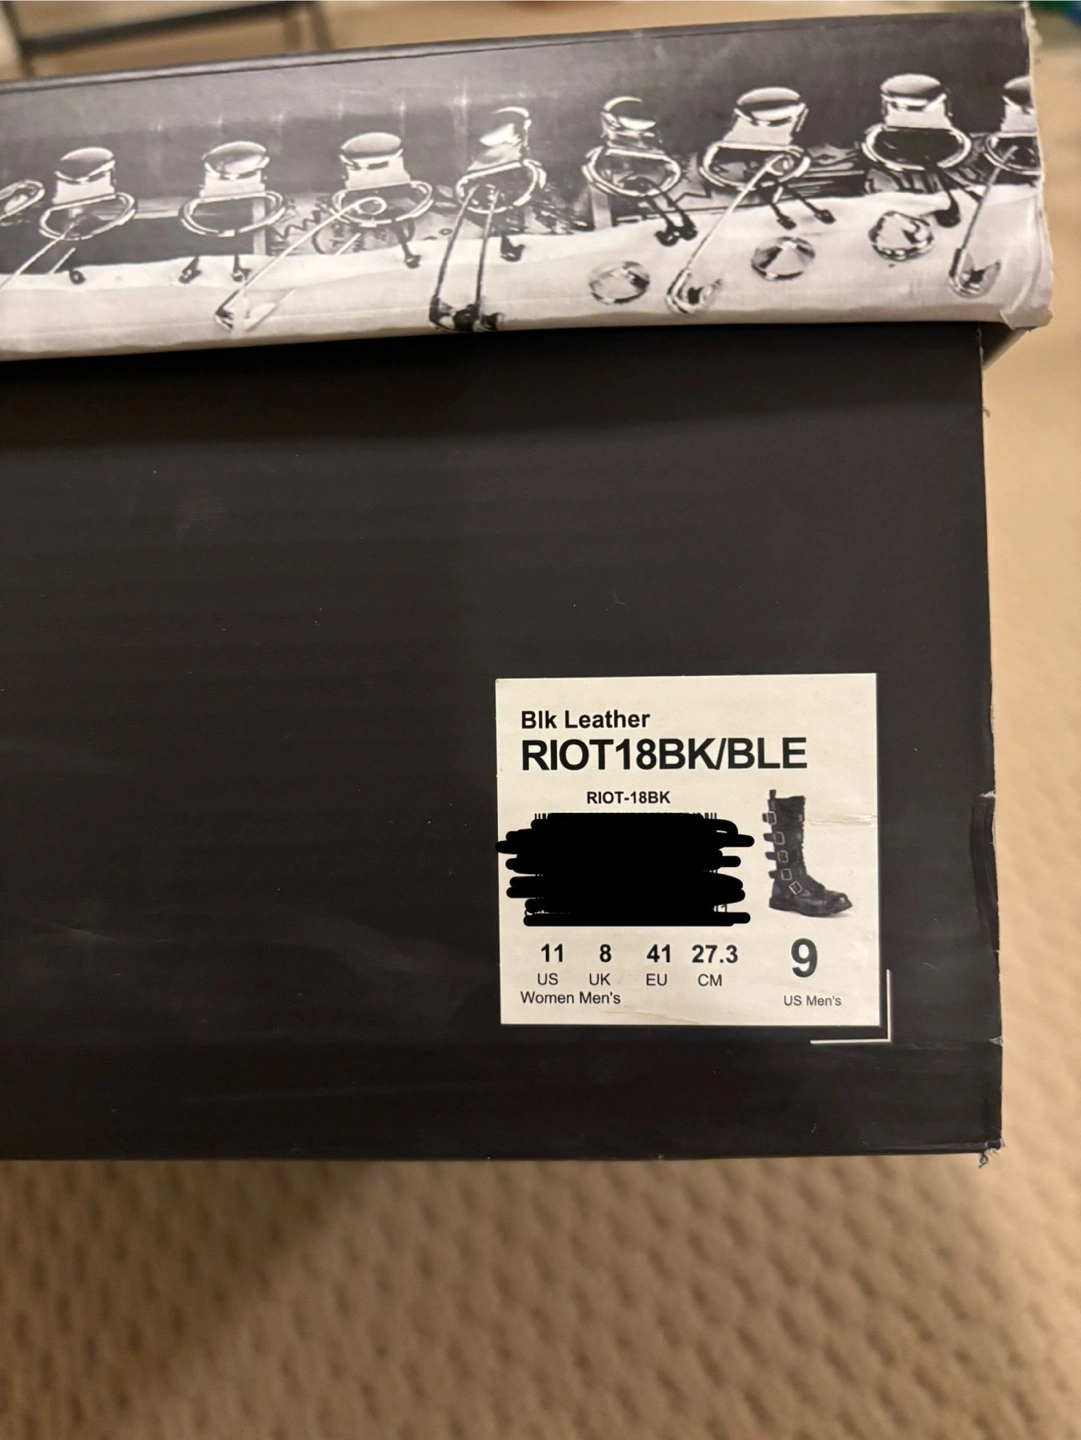 Blk Leather
RIOT18BK/BLE
RIOT-18BK
11 8 41 27.3 9
US UK EU CM
Women Men's US Men's